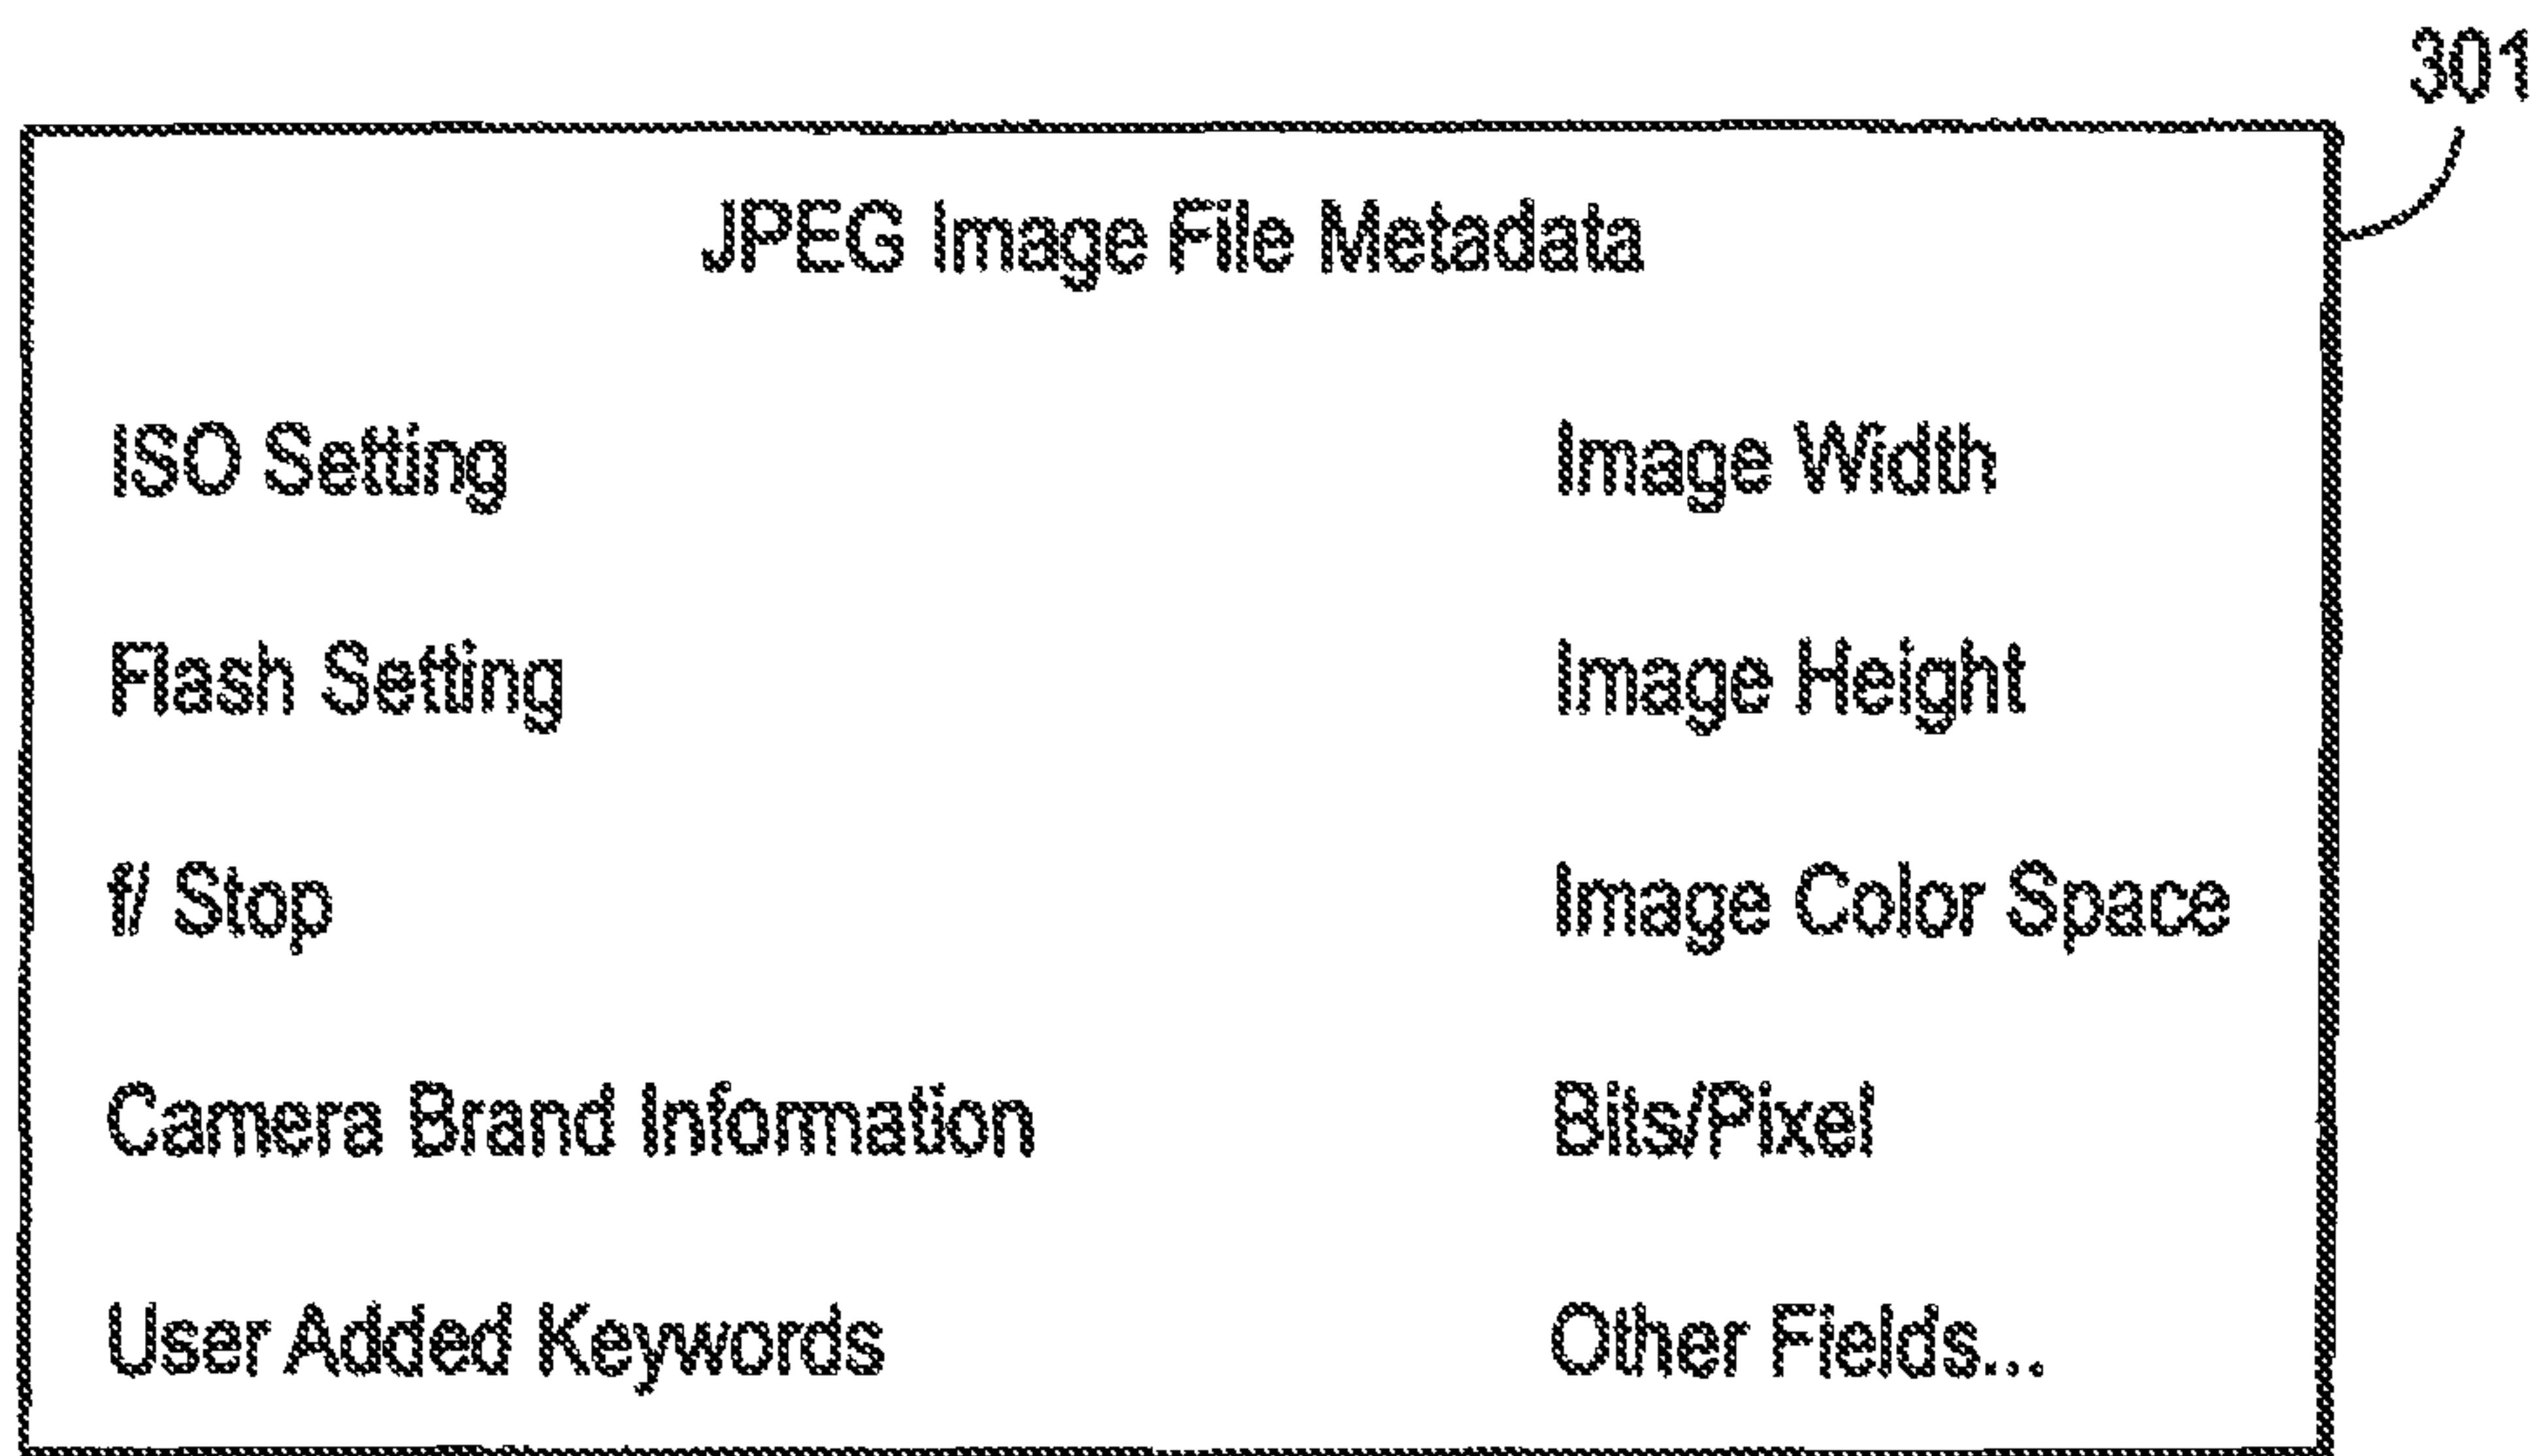 301
JPEG Image File Metadata
ISO Setting
Image Width
Flash Setting
Image Height
f/ Stop
Image Color Space
Camera Brand Information
Bits/Pixel
User Added Keywords
Other Fields...